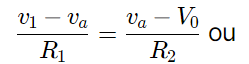 (v₁ − vₐ)/R₁ = (vₐ − V₀)/R₂ ou